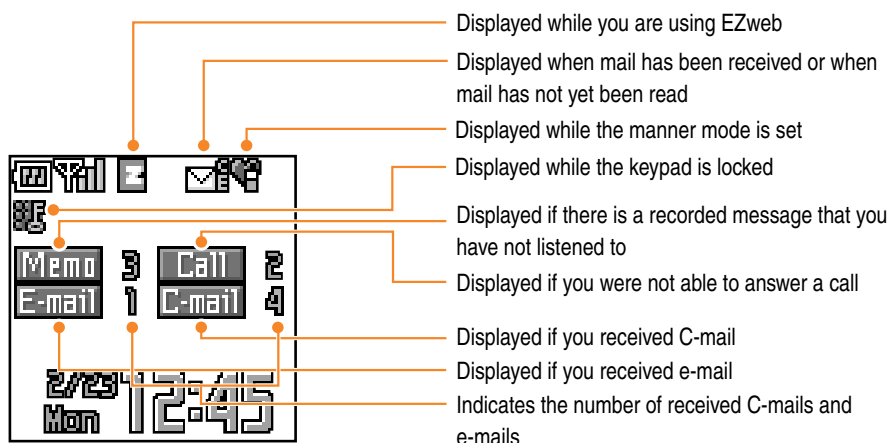 Displayed while you are using EZweb
Displayed when mail has been received or when
mail has not yet been read
Displayed while the manner mode is set
Displayed while the keypad is locked
Displayed if there is a recorded message that you
have not listened to
Displayed if you were not able to answer a call
Displayed if you received C-mail
Displayed if you received e-mail
Indicates the number of received C-mails and
e-mails
Memo 3 Call 2
E-mail 1 C-mail 4
2/23 12:45
Mon